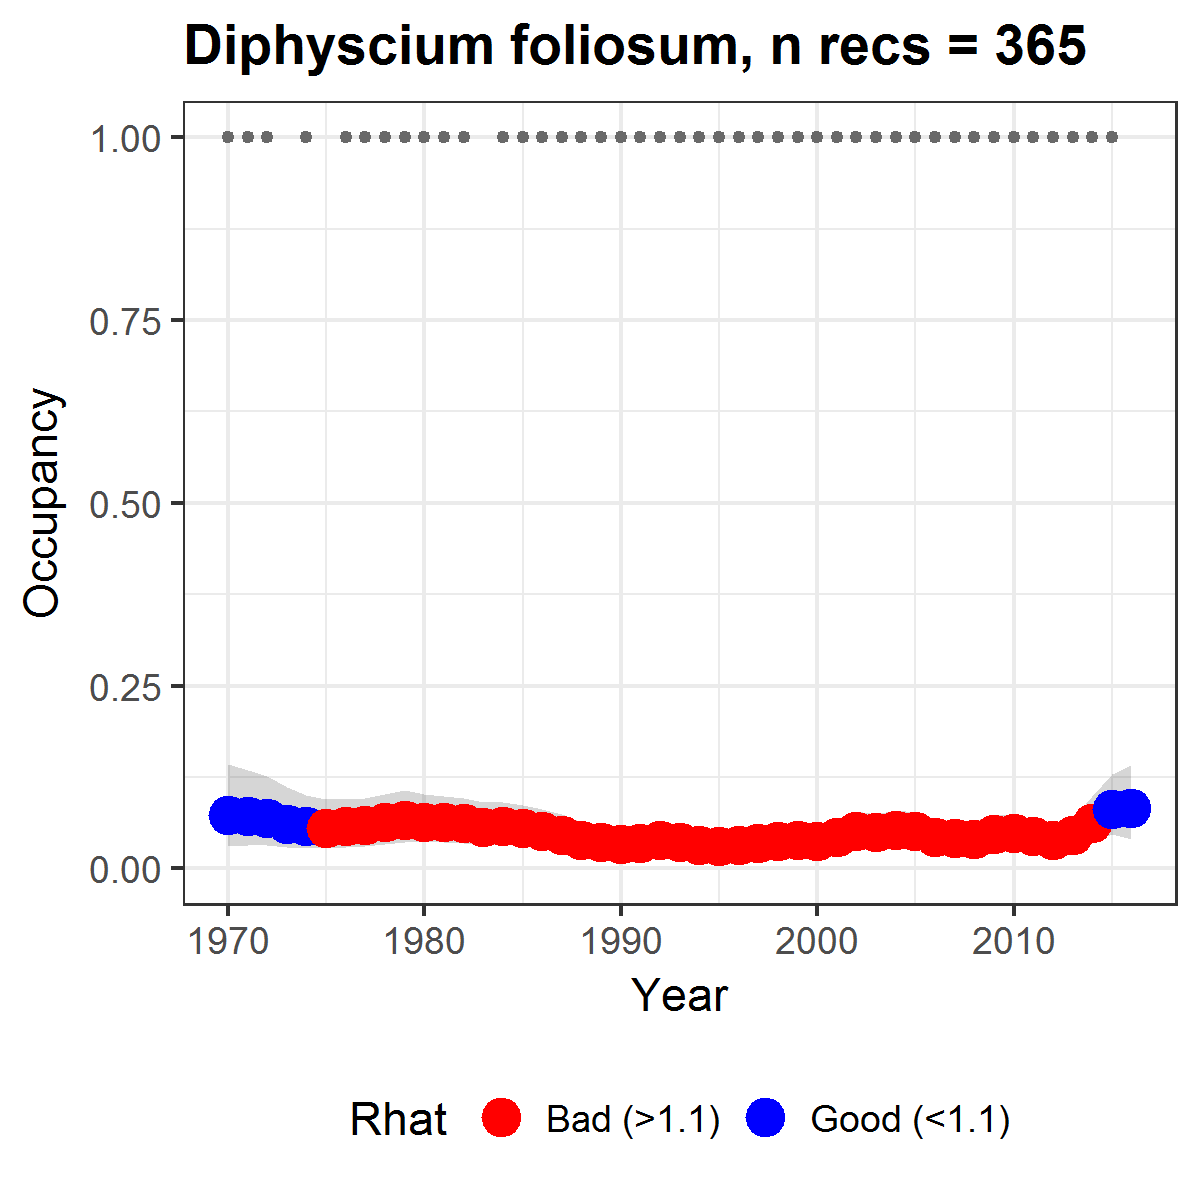 Diphyscium foliosum, n recs = 365
1.00
0.75
0.50
0.25
0.00
Occupancy
1970 1980 1990 2000 2010
Year
Rhat Bad (>1.1) Good (<1.1)